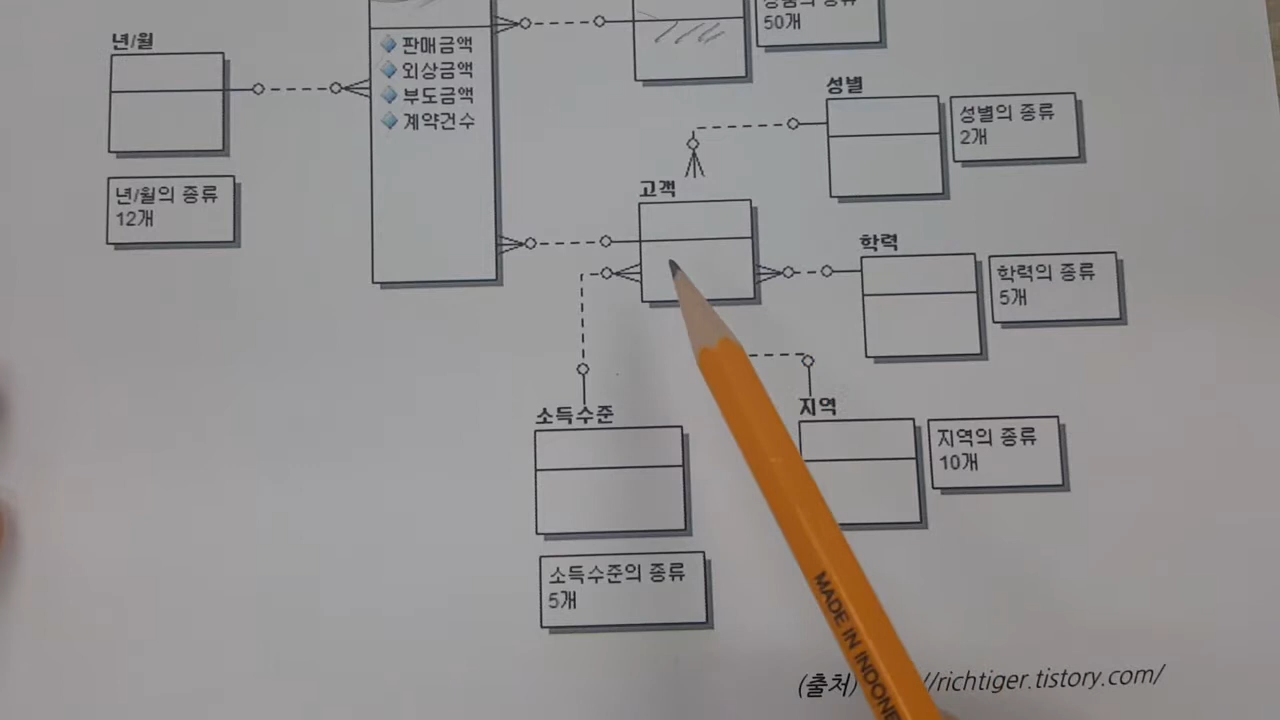 50개
년/월
판매금액
외상금액
부도금액
계약건수
년/월의 종류
12개
성별
성별의 종류
2개
고객
학력
학력의 종류
5개
소득수준
소득수준의 종류
5개
지역
지역의 종류
10개
(출처) //richtiger.tistory.com/
MADE IN INDONE